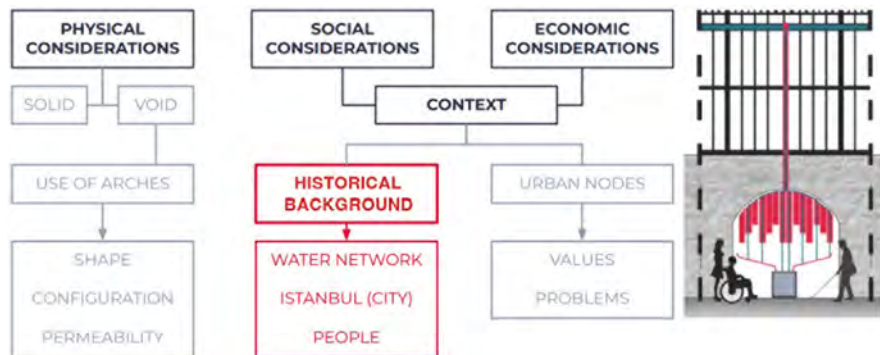 PHYSICAL
CONSIDERATIONS
SOCIAL
CONSIDERATIONS
ECONOMIC
CONSIDERATIONS
SOLID
VOID
CONTEXT
USE OF ARCHES
HISTORICAL
BACKGROUND
URBAN NODES
SHAPE
CONFIGURATION
PERMEABILITY
WATER NETWORK
ISTANBUL (CITY)
PEOPLE
VALUES
PROBLEMS